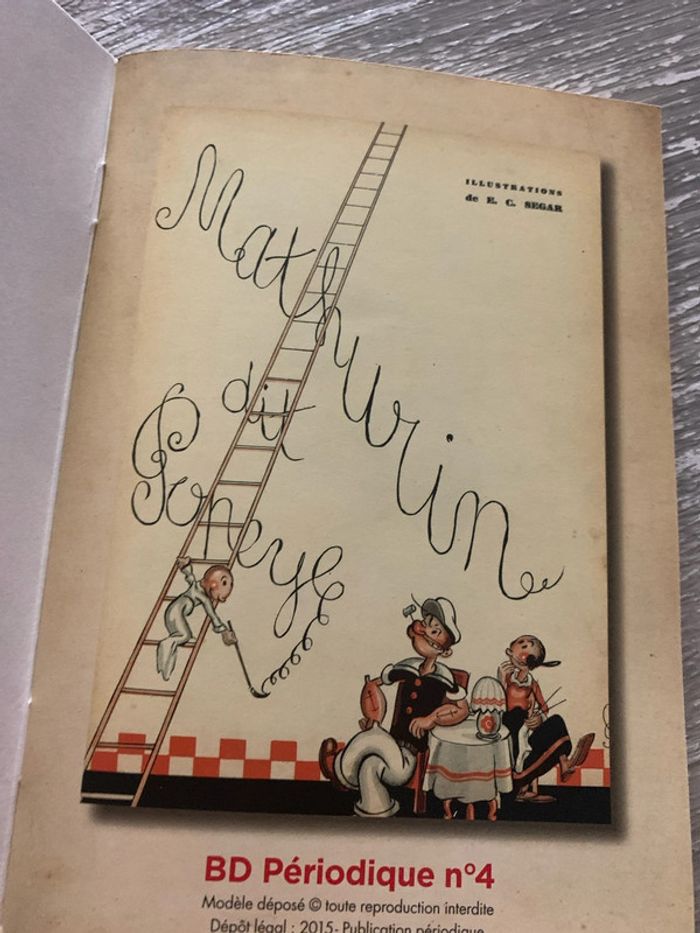 ILLUSTRATIONS
de E. C. SEGAR
Mathurin
dit
Popeye
BD Périodique n°4
Modèle déposé © toute reproduction interdite
Dépôt légal : 2015- Publication périodique